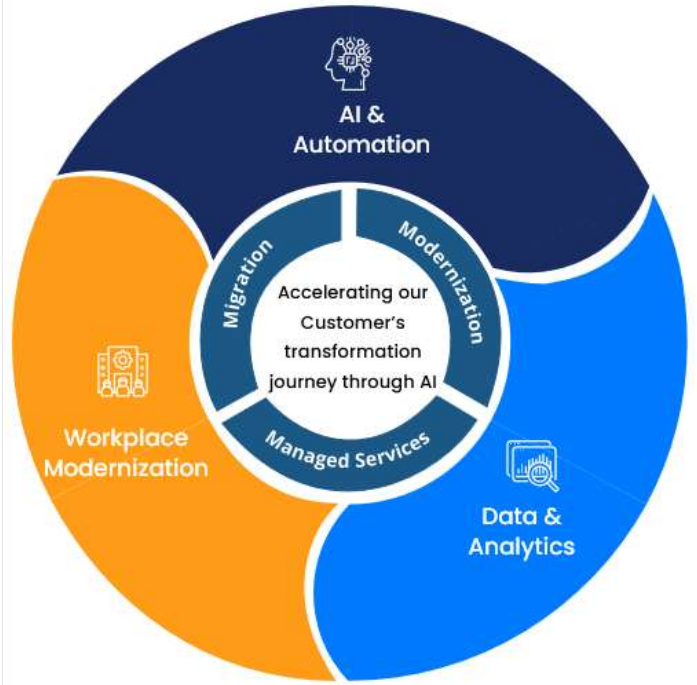 AI &
Automation
Migration
Modernization
Accelerating our
Customer's
transformation
journey through AI
Managed Services
Workplace
Modernization
Data &
Analytics